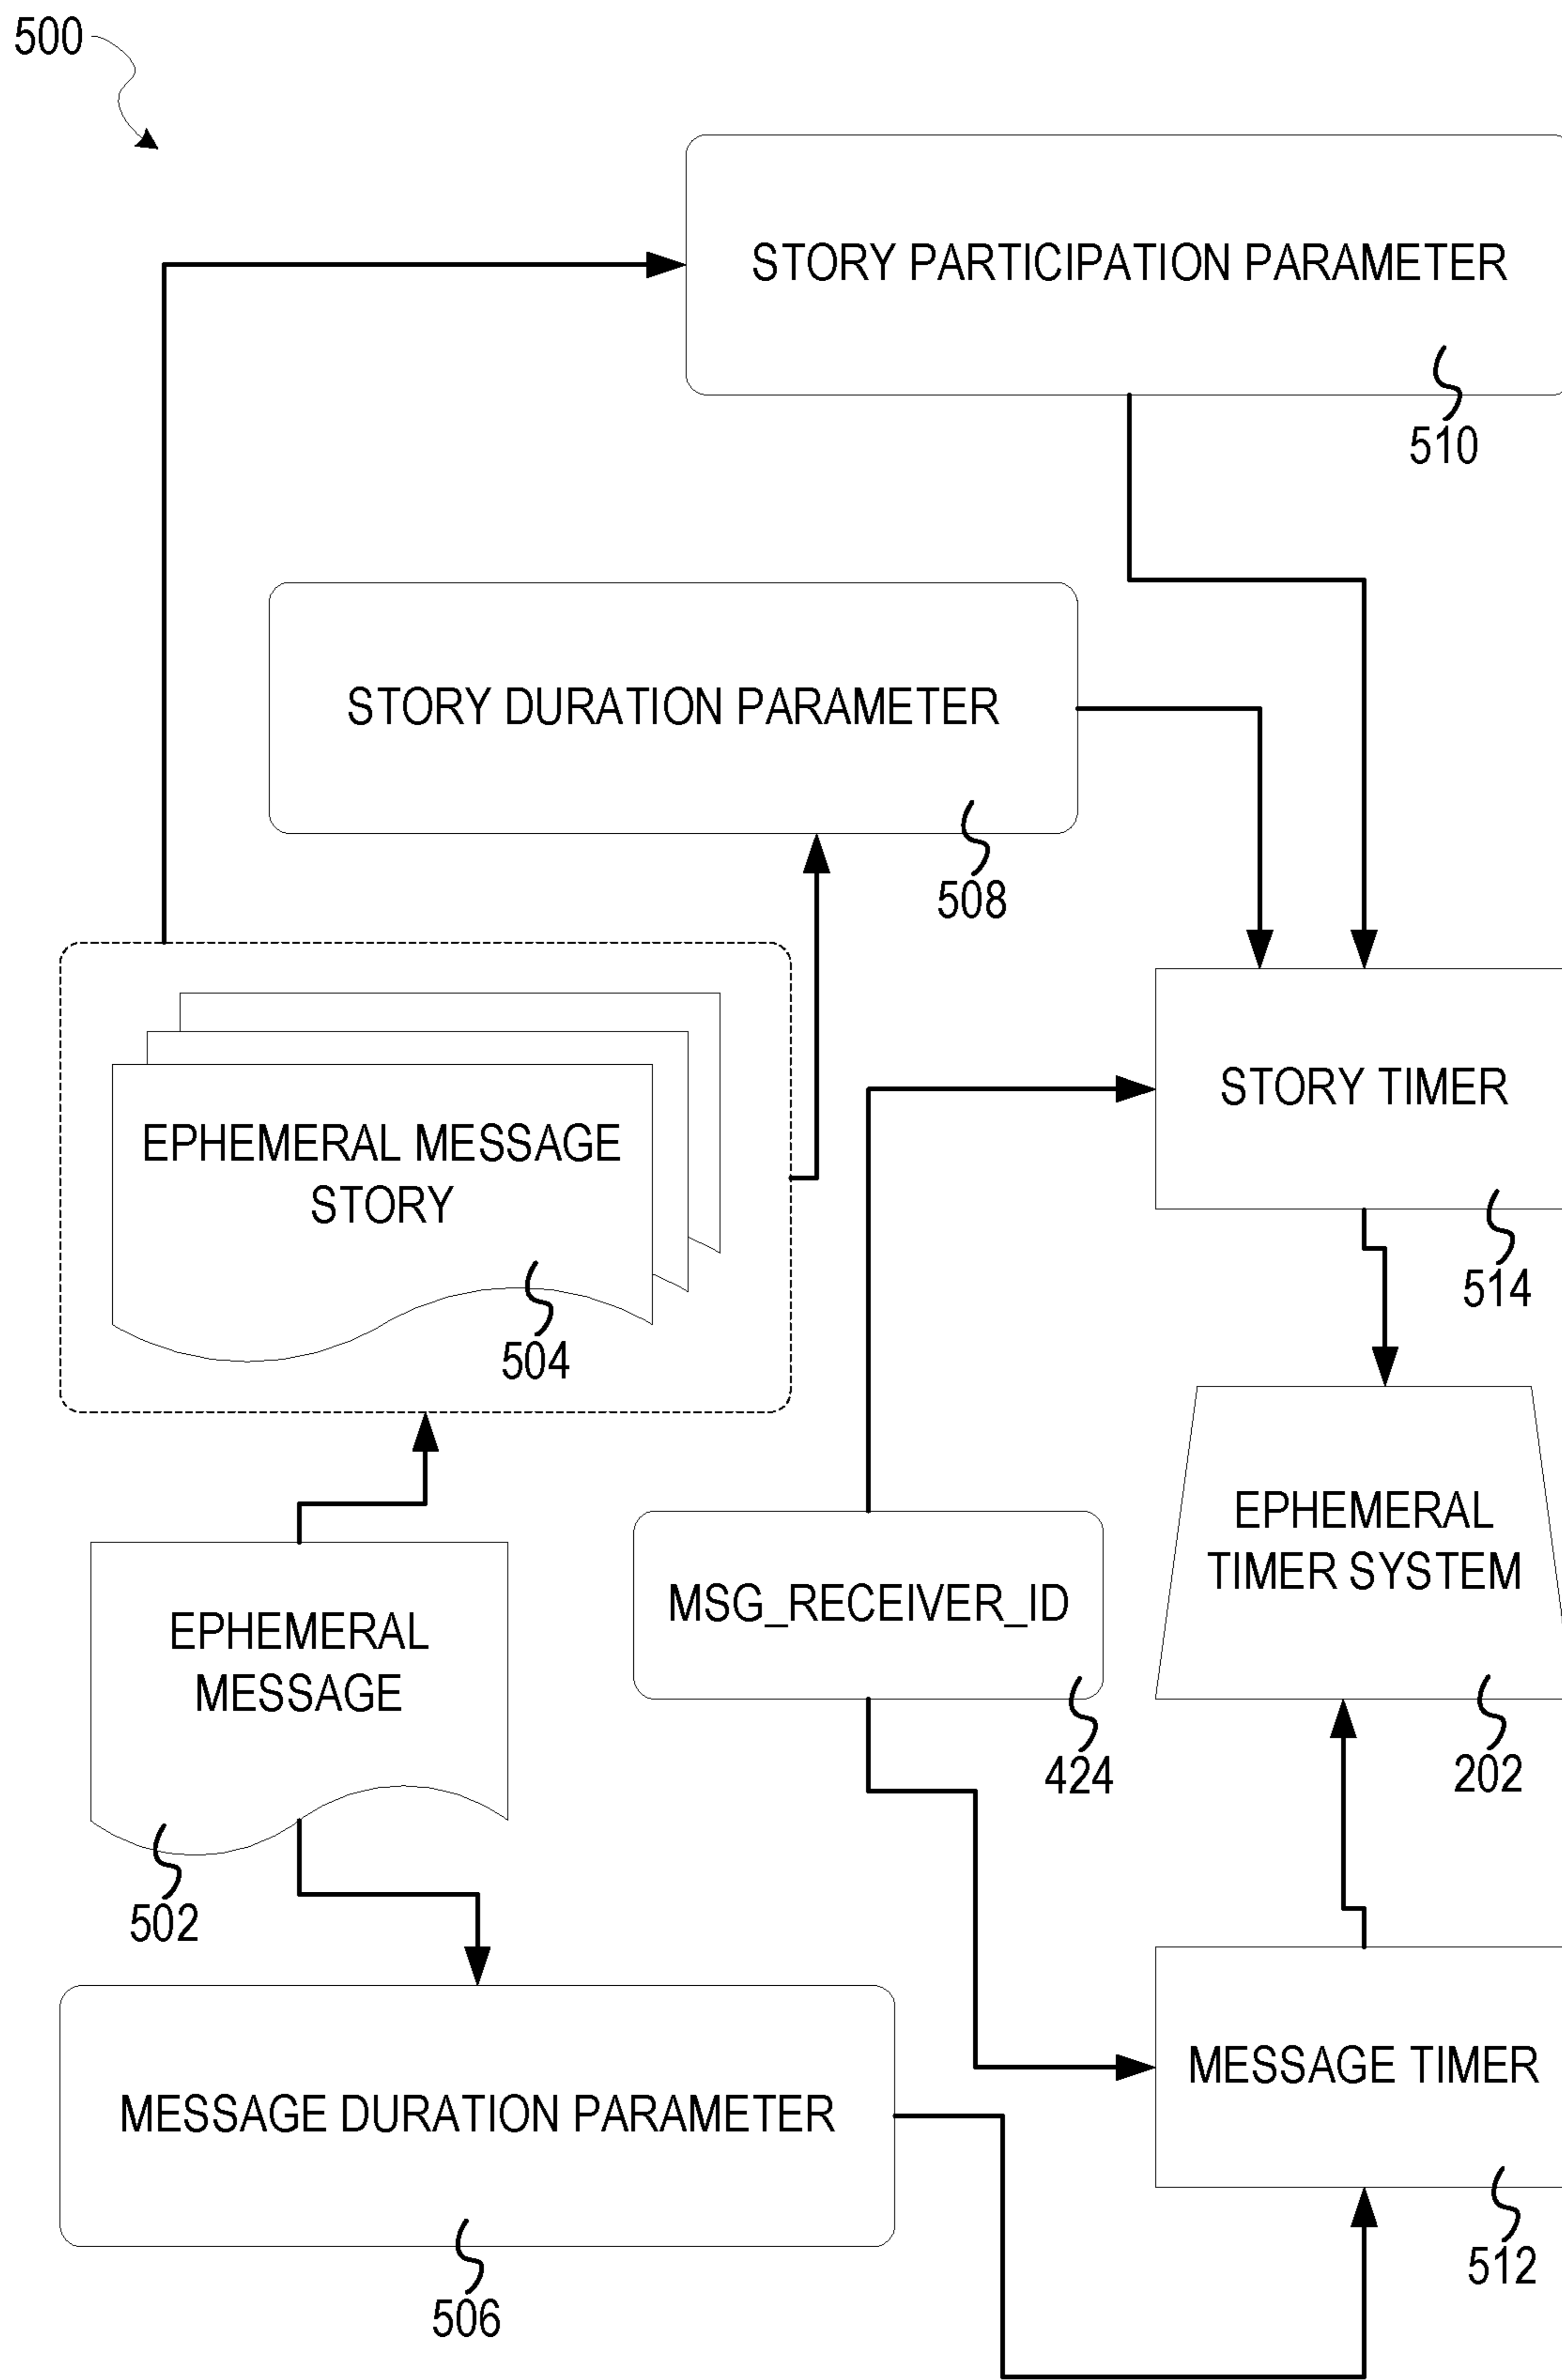 500
STORY PARTICIPATION PARAMETER
510
STORY DURATION PARAMETER
508
EPHEMERAL MESSAGE
STORY
504
STORY TIMER
514
EPHEMERAL
TIMER SYSTEM
202
MSG_RECEIVER_ID
424
EPHEMERAL
MESSAGE
502
MESSAGE TIMER
512
MESSAGE DURATION PARAMETER
506